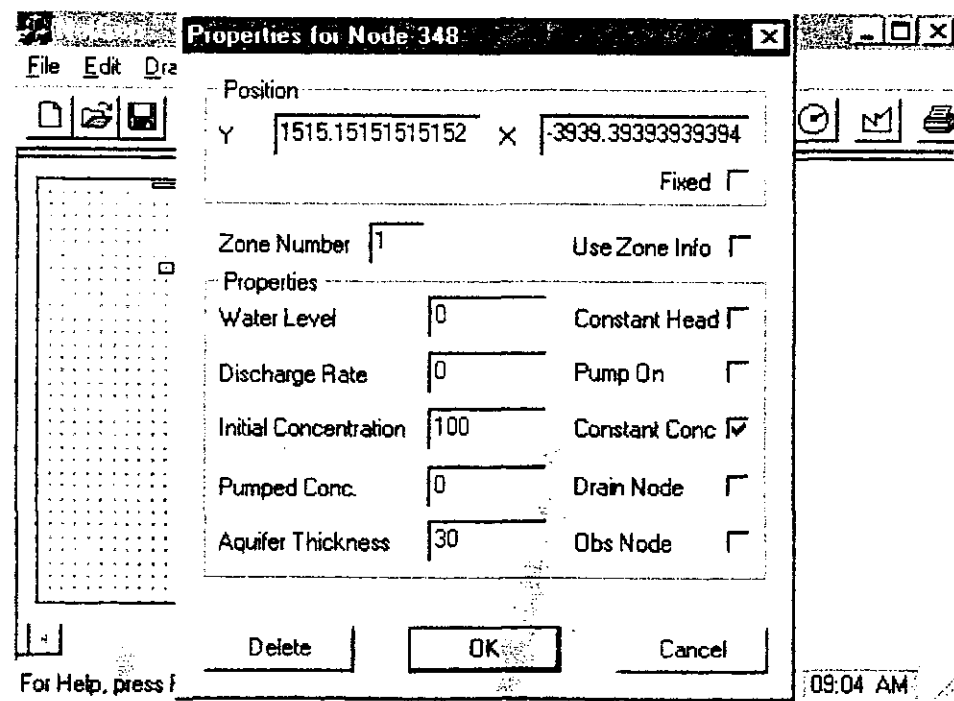 Properties for Node 348
File Edit Dra
Position
Y 1515.15151515152 X -3939.39393939394
Fixed
Zone Number 1 Use Zone Info
Properties
Water Level 0 Constant Head
Discharge Rate 0 Pump On
Initial Concentration 100 Constant Conc
Pumped Conc. 0 Drain Node
Aquifer Thickness 30 Obs Node
Delete OK Cancel
For Help, press F 09:04 AM